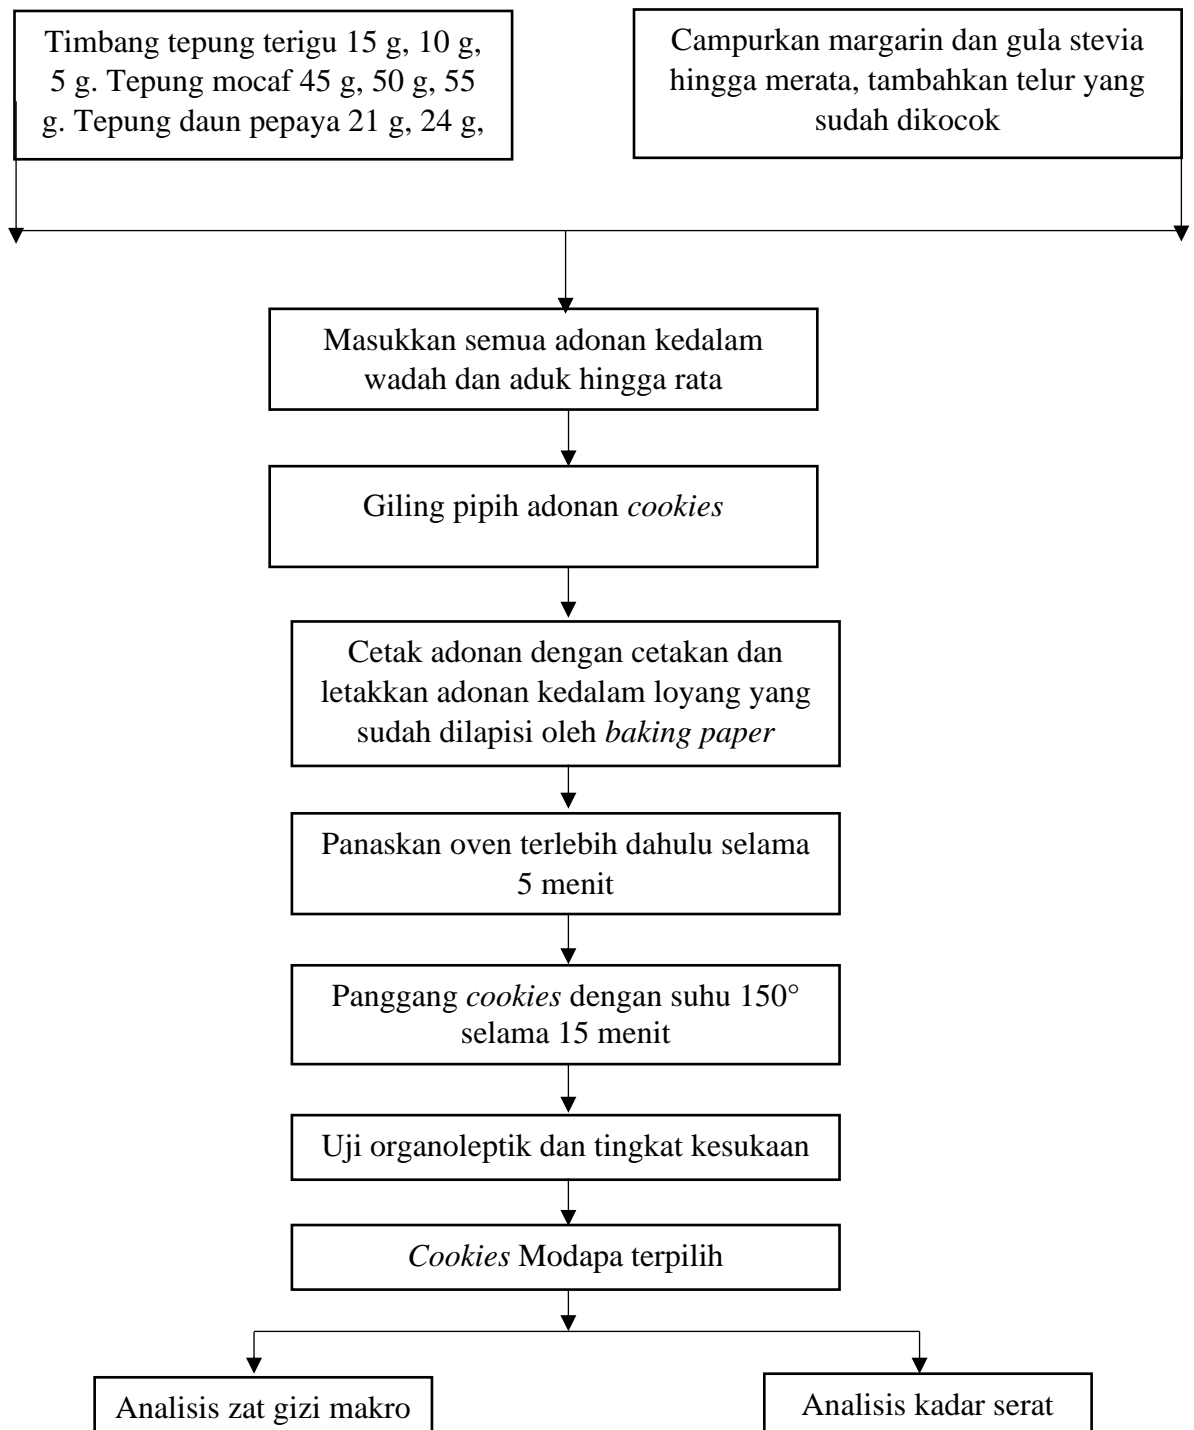 Timbang tepung terigu 15 g, 10 g,
5 g. Tepung mocaf 45 g, 50 g, 55
g. Tepung daun pepaya 21 g, 24 g,
Campurkan margarin dan gula stevia
hingga merata, tambahkan telur yang
sudah dikocok
Masukkan semua adonan kedalam
wadah dan aduk hingga rata
Giling pipih adonan cookies
Cetak adonan dengan cetakan dan
letakkan adonan kedalam loyang yang
sudah dilapisi oleh baking paper
Panaskan oven terlebih dahulu selama
5 menit
Panggang cookies dengan suhu 150°
selama 15 menit
Uji organoleptik dan tingkat kesukaan
Cookies Modapa terpilih
Analisis zat gizi makro
Analisis kadar serat